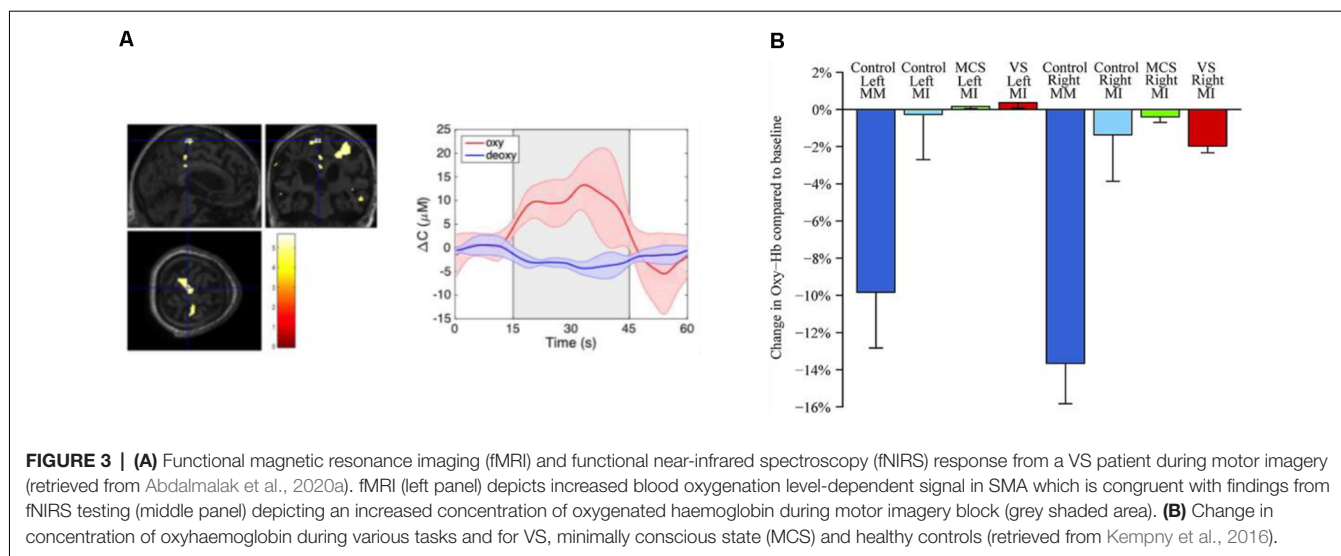 A
B
5
4
3
2
1
0
25
20
15
10
5
0
-5
-10
-15
ΔC (μM)
oxy
deoxy
0 15 30 45 60
Time (s)
Control Left MM
Control Left MI
MCS Left MI
VS Left MI
Control Right MM
Control Right MI
MCS Right MI
VS Right MI
2%
0%
−2%
−4%
−6%
−8%
−10%
−12%
−14%
−16%
Change in Oxy−Hb compared to baseline
FIGURE 3 | (A) Functional magnetic resonance imaging (fMRI) and functional near-infrared spectroscopy (fNIRS) response from a VS patient during motor imagery
(retrieved from Abdalmalak et al., 2020a). fMRI (left panel) depicts increased blood oxygenation level-dependent signal in SMA which is congruent with findings from
fNIRS testing (middle panel) depicting an increased concentration of oxygenated haemoglobin during motor imagery block (grey shaded area). (B) Change in
concentration of oxyhaemoglobin during various tasks and for VS, minimally conscious state (MCS) and healthy controls (retrieved from Kempny et al., 2016).